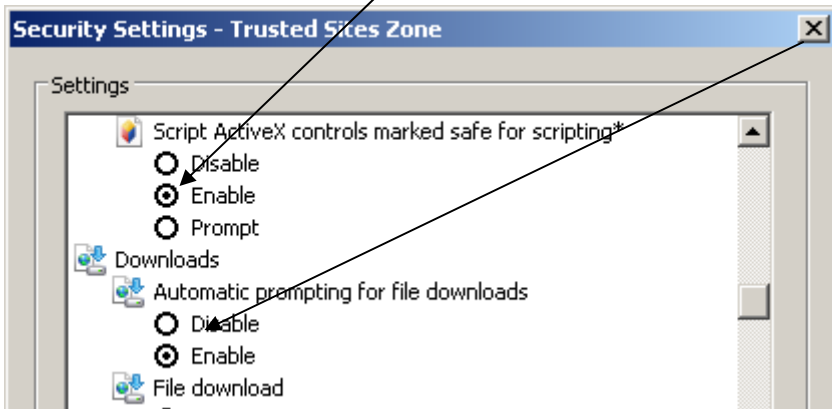 Security Settings - Trusted Sites Zone
Settings
Script ActiveX controls marked safe for scripting*
Disable
Enable
Prompt
Downloads
Automatic prompting for file downloads
Disable
Enable
File download